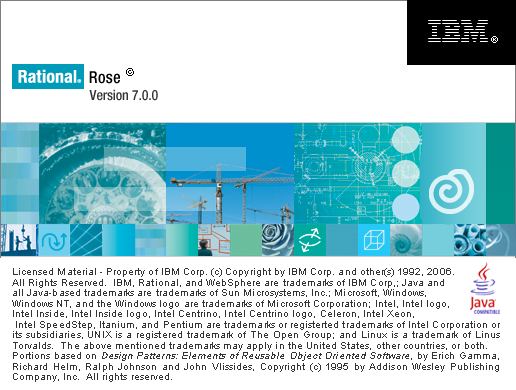 IBM®
Rational® Rose ©
Version 7.0.0
Licensed Material - Property of IBM Corp. (c) Copyright by IBM Corp. and other(s) 1992, 2006.
All Rights Reserved. IBM, Rational, and WebSphere are trademarks of IBM Corp,; Java and
all Java-based trademarks are trademarks of Sun Microsystems, Inc.; Microsoft, Windows,
Windows NT, and the Windows logo are trademarks of Microsoft Corporation; Intel, Intel logo,
Intel Inside, Intel Inside logo, Intel Centrino, Intel Centrino logo, Celeron, Intel Xeon,
Intel SpeedStep, Itanium, and Pentium are trademarks or registerted trademarks of Intel Corporation or
its subsidiaries, UNIX is a registered trademark of The Open Group; and Linux is a trademark of Linus
Torvalds. The above mentioned trademarks may apply in the United States, other countries, or both.
Portions based on Design Patterns: Elements of Reusable Object Oriented Software, by Erich Gamma,
Richard Helm, Ralph Johnson and John Vlissides, Copyright (c) 1995 by Addison Wesley Publishing
Company, Inc. All rights reserved.
Java
COMPATIBLE